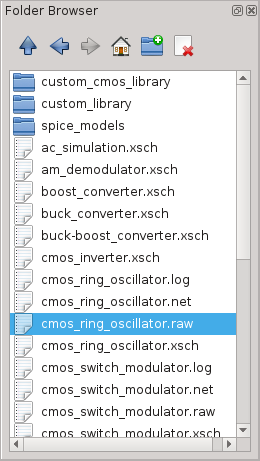 Folder Browser
custom_cmos_library
custom_library
spice_models
ac_simulation.xsch
am_demodulator.xsch
boost_converter.xsch
buck_converter.xsch
buck-boost_converter.xsch
cmos_inverter.xsch
cmos_ring_oscillator.log
cmos_ring_oscillator.net
cmos_ring_oscillator.raw
cmos_ring_oscillator.xsch
cmos_switch_modulator.log
cmos_switch_modulator.net
cmos_switch_modulator.raw
cmos_switch_modulator.xsch